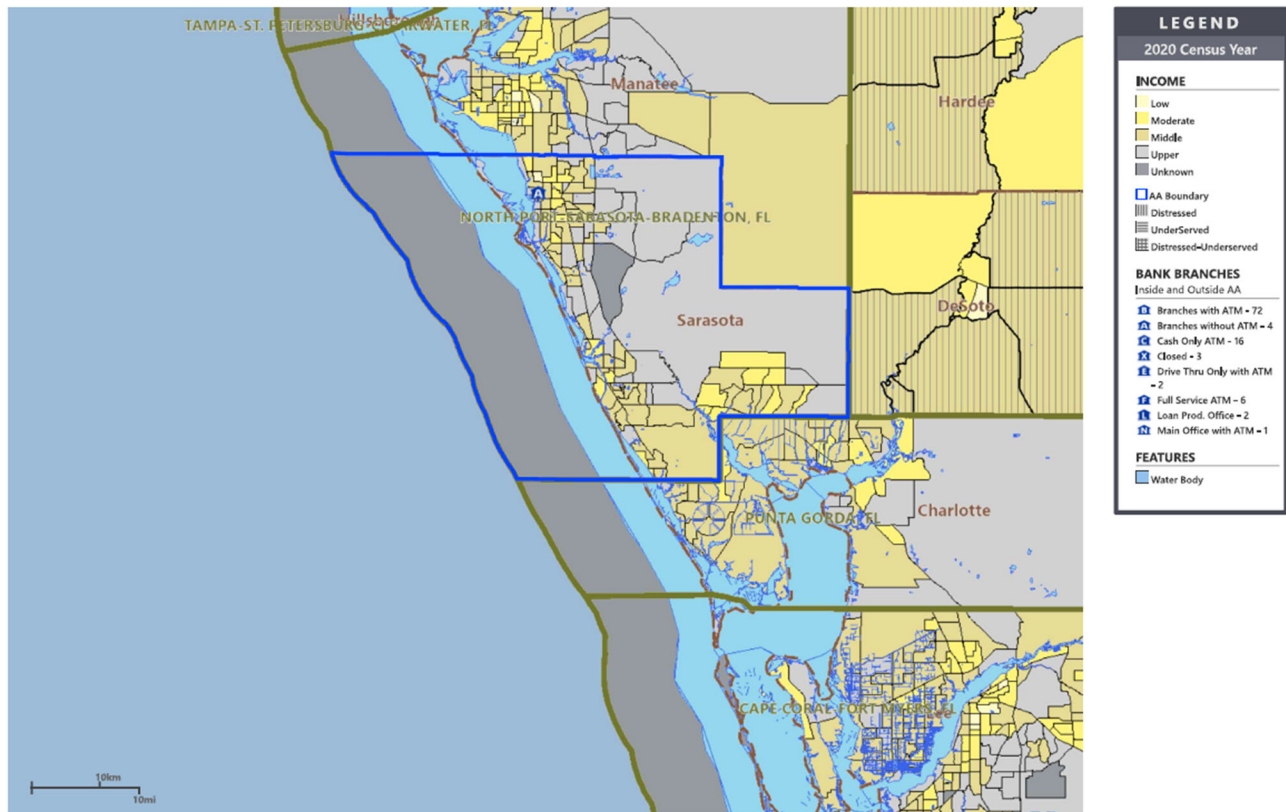 Hillsborough
TAMPA-ST. PETERSBURG-CLEARWATER, FL
Manatee
Hardee
A
NORTH PORT-SARASOTA-BRADENTON, FL
Sarasota
DeSoto
PUNTA GORDA, FL
Charlotte
CAPE CORAL-FORT MYERS, FL
Lee
10km
10mi
LEGEND
2020 Census Year
INCOME
Low
Moderate
Middle
Upper
Unknown
AA Boundary
Distressed
UnderServed
Distressed-Underserved
BANK BRANCHES
Inside and Outside AA
B Branches with ATM - 72
A Branches without ATM - 4
C Cash Only ATM - 16
X Closed - 3
E Drive Thru Only with ATM
- 2
F Full Service ATM - 6
L Loan Prod. Office - 2
N Main Office with ATM - 1
FEATURES
Water Body